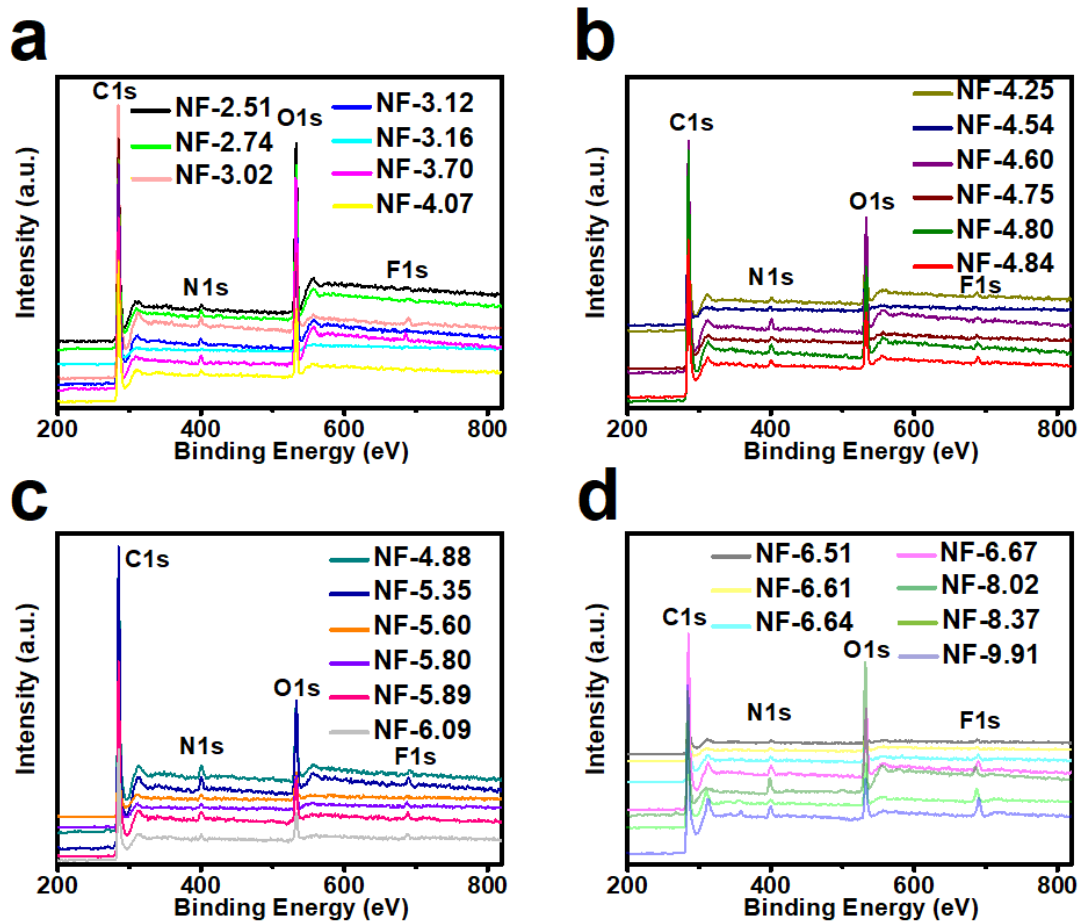 a
C1s
NF-2.51
NF-2.74
NF-3.02
O1s
NF-3.12
NF-3.16
NF-3.70
NF-4.07
N1s
F1s
Intensity (a.u.)
200 400 600 800
Binding Energy (eV)
b
C1s
O1s
NF-4.25
NF-4.54
NF-4.60
NF-4.75
NF-4.80
NF-4.84
N1s
F1s
Intensity (a.u.)
200 400 600 800
Binding Energy (eV)
c
C1s
NF-4.88
NF-5.35
NF-5.60
NF-5.80
NF-5.89
NF-6.09
O1s
N1s
F1s
Intensity (a.u.)
200 400 600 800
Binding Energy (eV)
d
C1s
NF-6.51
NF-6.61
NF-6.64
O1s
NF-6.67
NF-8.02
NF-8.37
NF-9.91
N1s
F1s
Intensity (a.u.)
200 400 600 800
Binding Energy (eV)